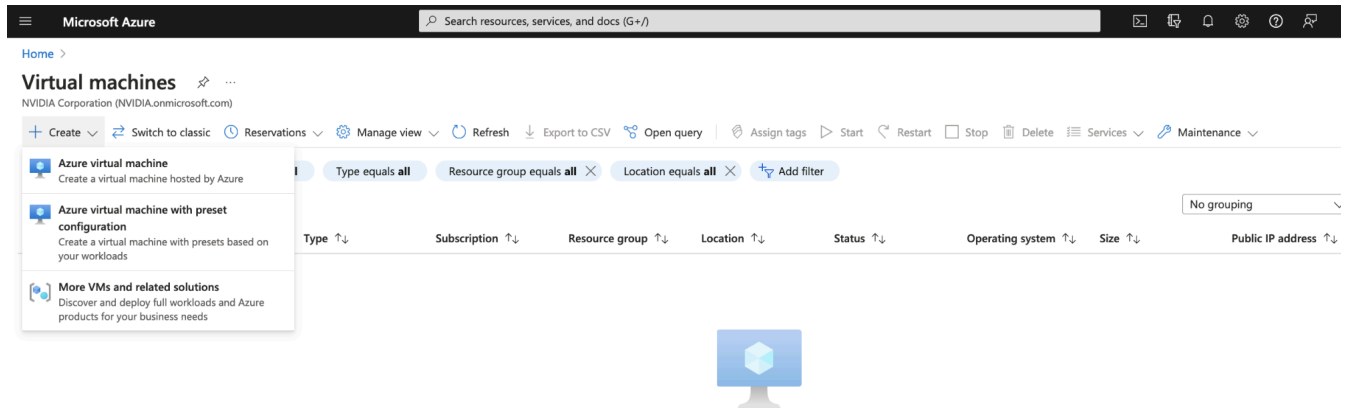 Microsoft Azure
Search resources, services, and docs (G+/)
Home >
Virtual machines ...
NVIDIA Corporation (NVIDIA.onmicrosoft.com)
+ Create Switch to classic Reservations Manage view Refresh Export to CSV Open query Assign tags Start Restart Stop Delete Services Maintenance
Type equals all Resource group equals all Location equals all Add filter
Azure virtual machine
Create a virtual machine hosted by Azure
Azure virtual machine with preset
configuration
Create a virtual machine with presets based on
your workloads
More VMs and related solutions
Discover and deploy full workloads and Azure
products for your business needs
No grouping
Type ↑↓ Subscription ↑↓ Resource group ↑↓ Location ↑↓ Status ↑↓ Operating system ↑↓ Size ↑↓ Public IP address ↑↓